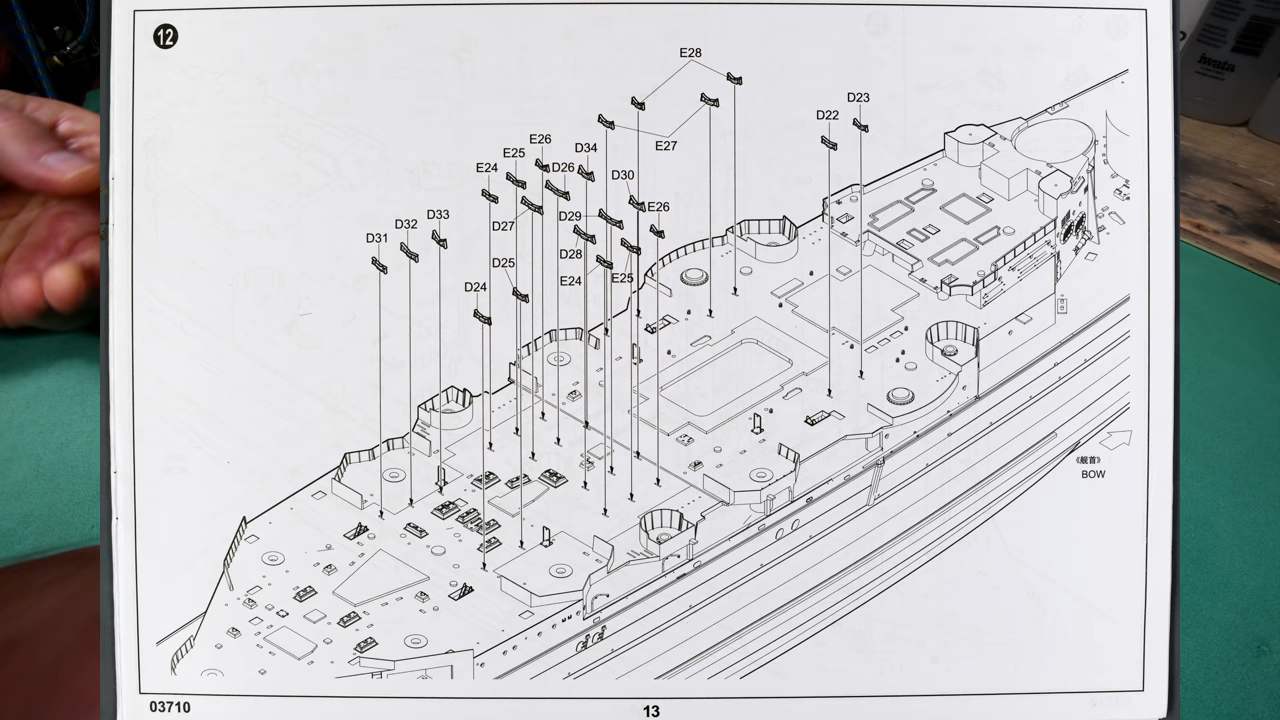 12
E28
D23
D22
E27
E26
D34
E25
D26
E24
D30
E26
D33
D29
D32
D27
D31
D28
D25
E24
E25
D24
《舰首》
BOW
03710
13
iwata